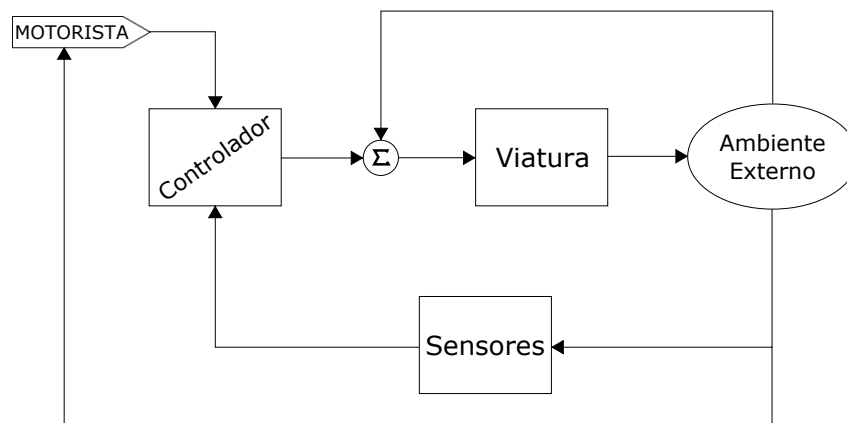 MOTORISTA
Controlador
Σ
Viatura
Ambiente
Externo
Sensores